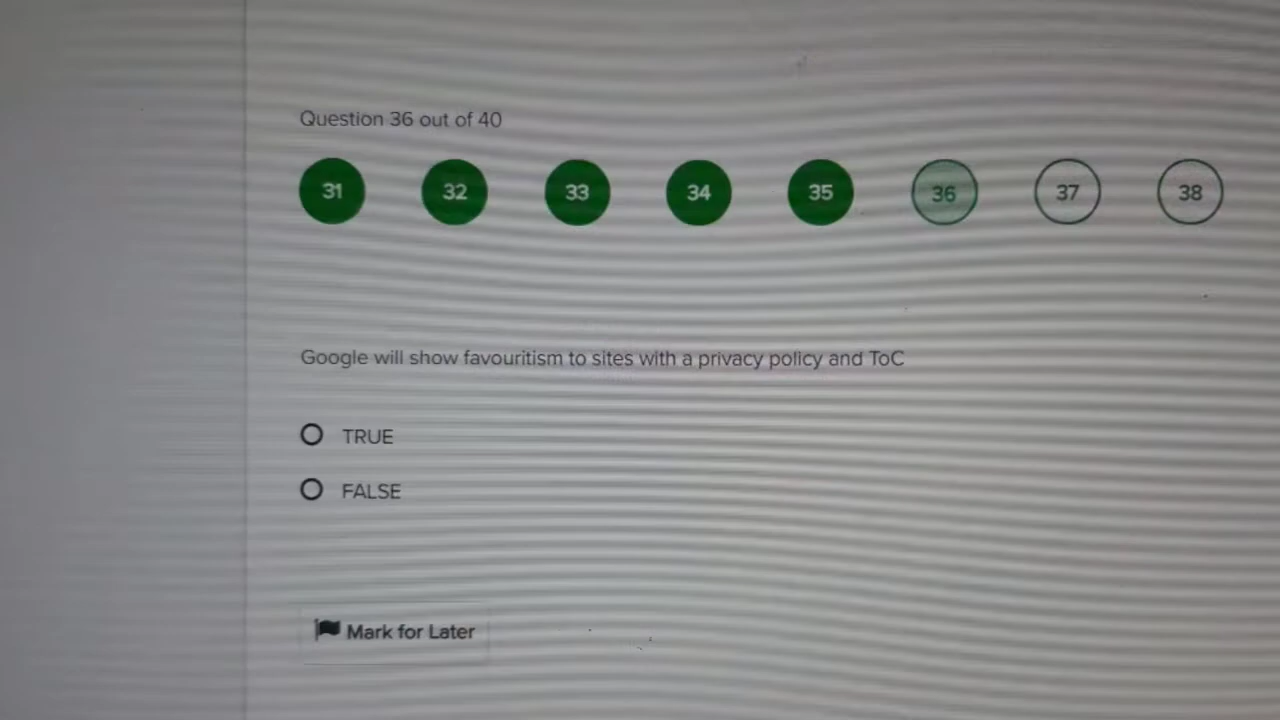 Question 36 out of 40
31 32 33 34 35 36 37 38
Google will show favouritism to sites with a privacy policy and ToC
TRUE
FALSE
Mark for Later